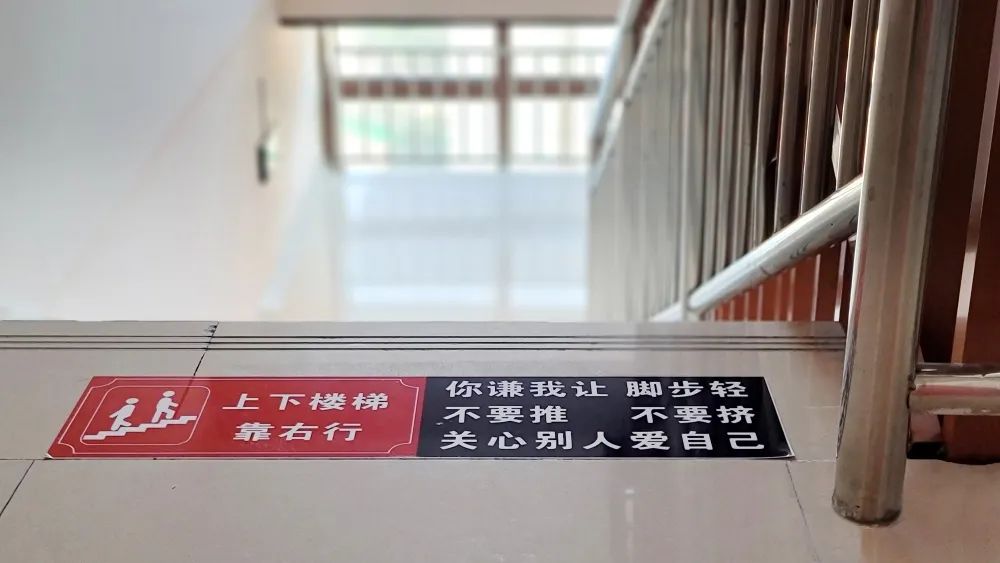 上下楼梯
靠右行
你谦我让 脚步轻
不要推 不要挤
关心别人爱自己